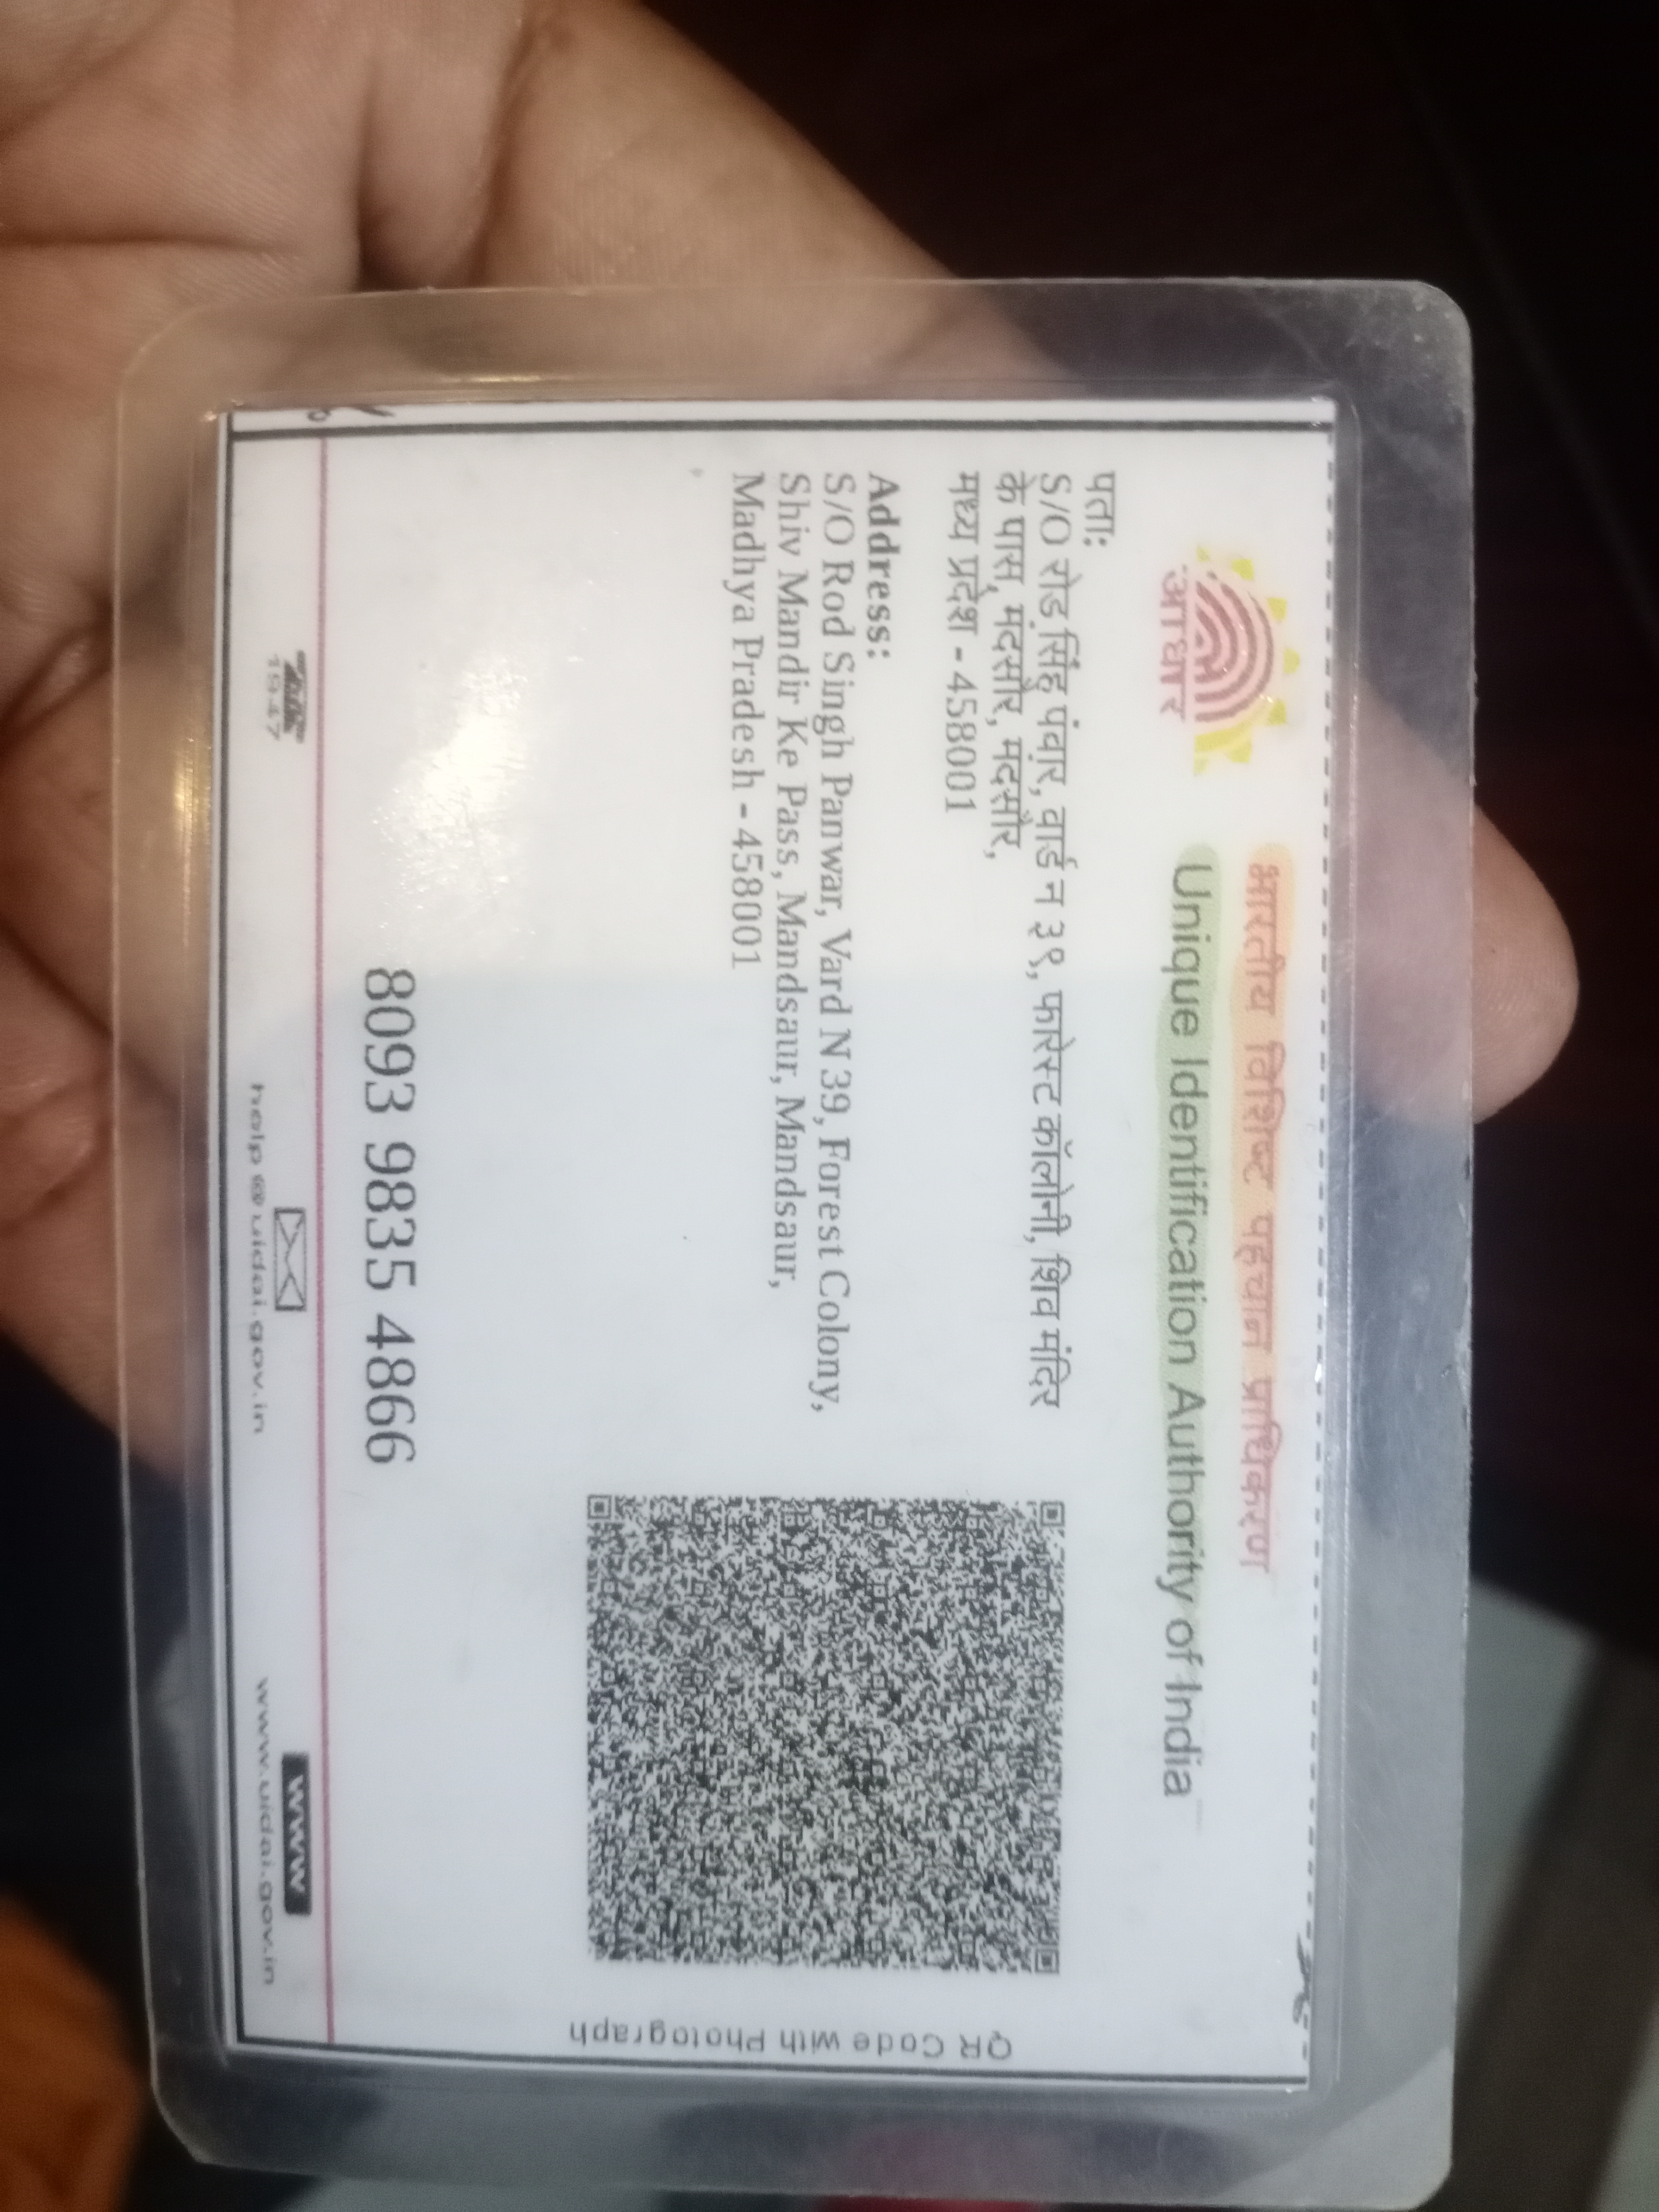 भारतीय विशिष्ट पहचान प्राधिकरण
Unique Identification Authority of India
आधार
पता:
S/O रोड सिंह पंवार, वार्ड न ३९, फारेस्ट कॉलोनी, शिव मंदिर
के पास, मंदसौर, मंदसौर,
मध्य प्रदेश - 458001
Address:
S/O Rod Singh Panwar, Vard N 39, Forest Colony,
Shiv Mandir Ke Pass, Mandsaur, Mandsaur,
Madhya Pradesh - 458001
QR Code with Photograph
8093 9835 4866
1947
help@uidai.gov.in
www
www.uidai.gov.in